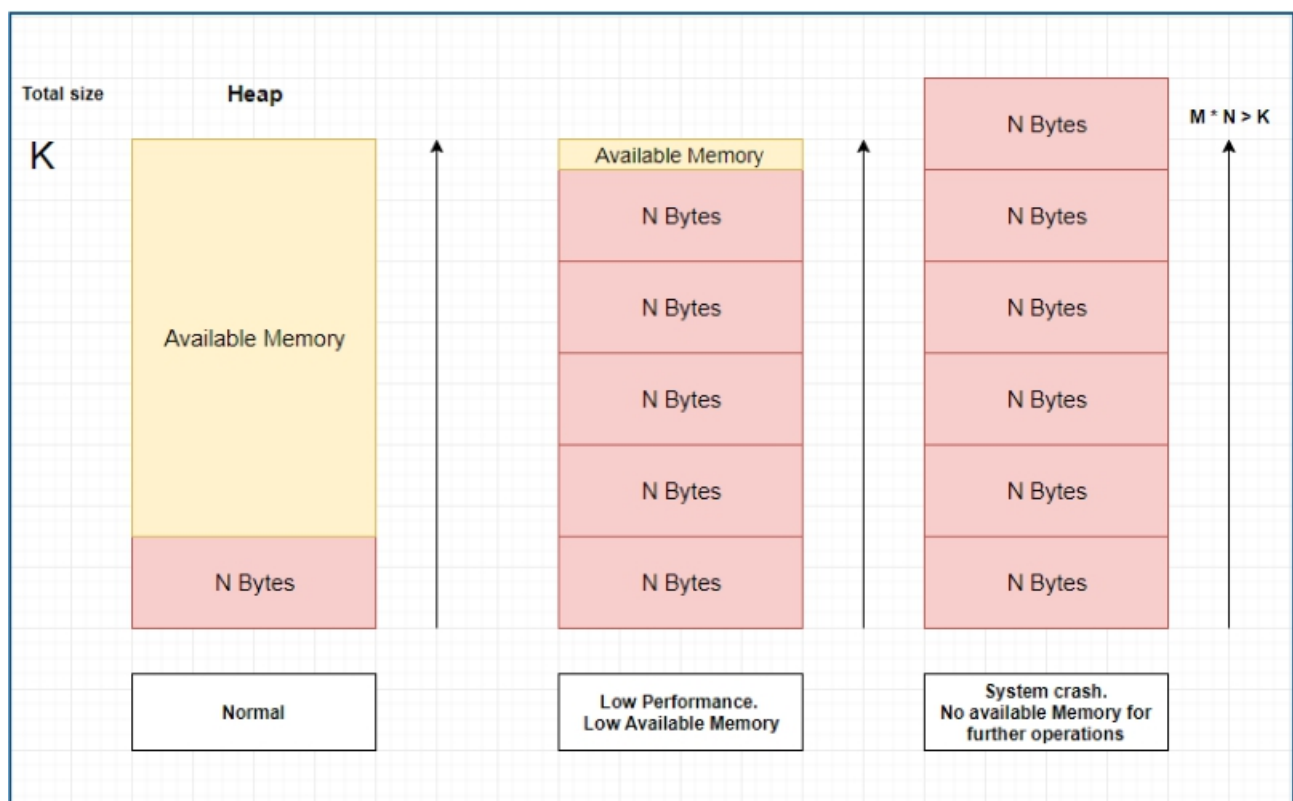 Total size
Heap
K
Available Memory
N Bytes
Normal
Available Memory
N Bytes
N Bytes
N Bytes
N Bytes
N Bytes
Low Performance.
Low Available Memory
M * N > K
N Bytes
N Bytes
N Bytes
N Bytes
N Bytes
N Bytes
System crash.
No available Memory for
further operations